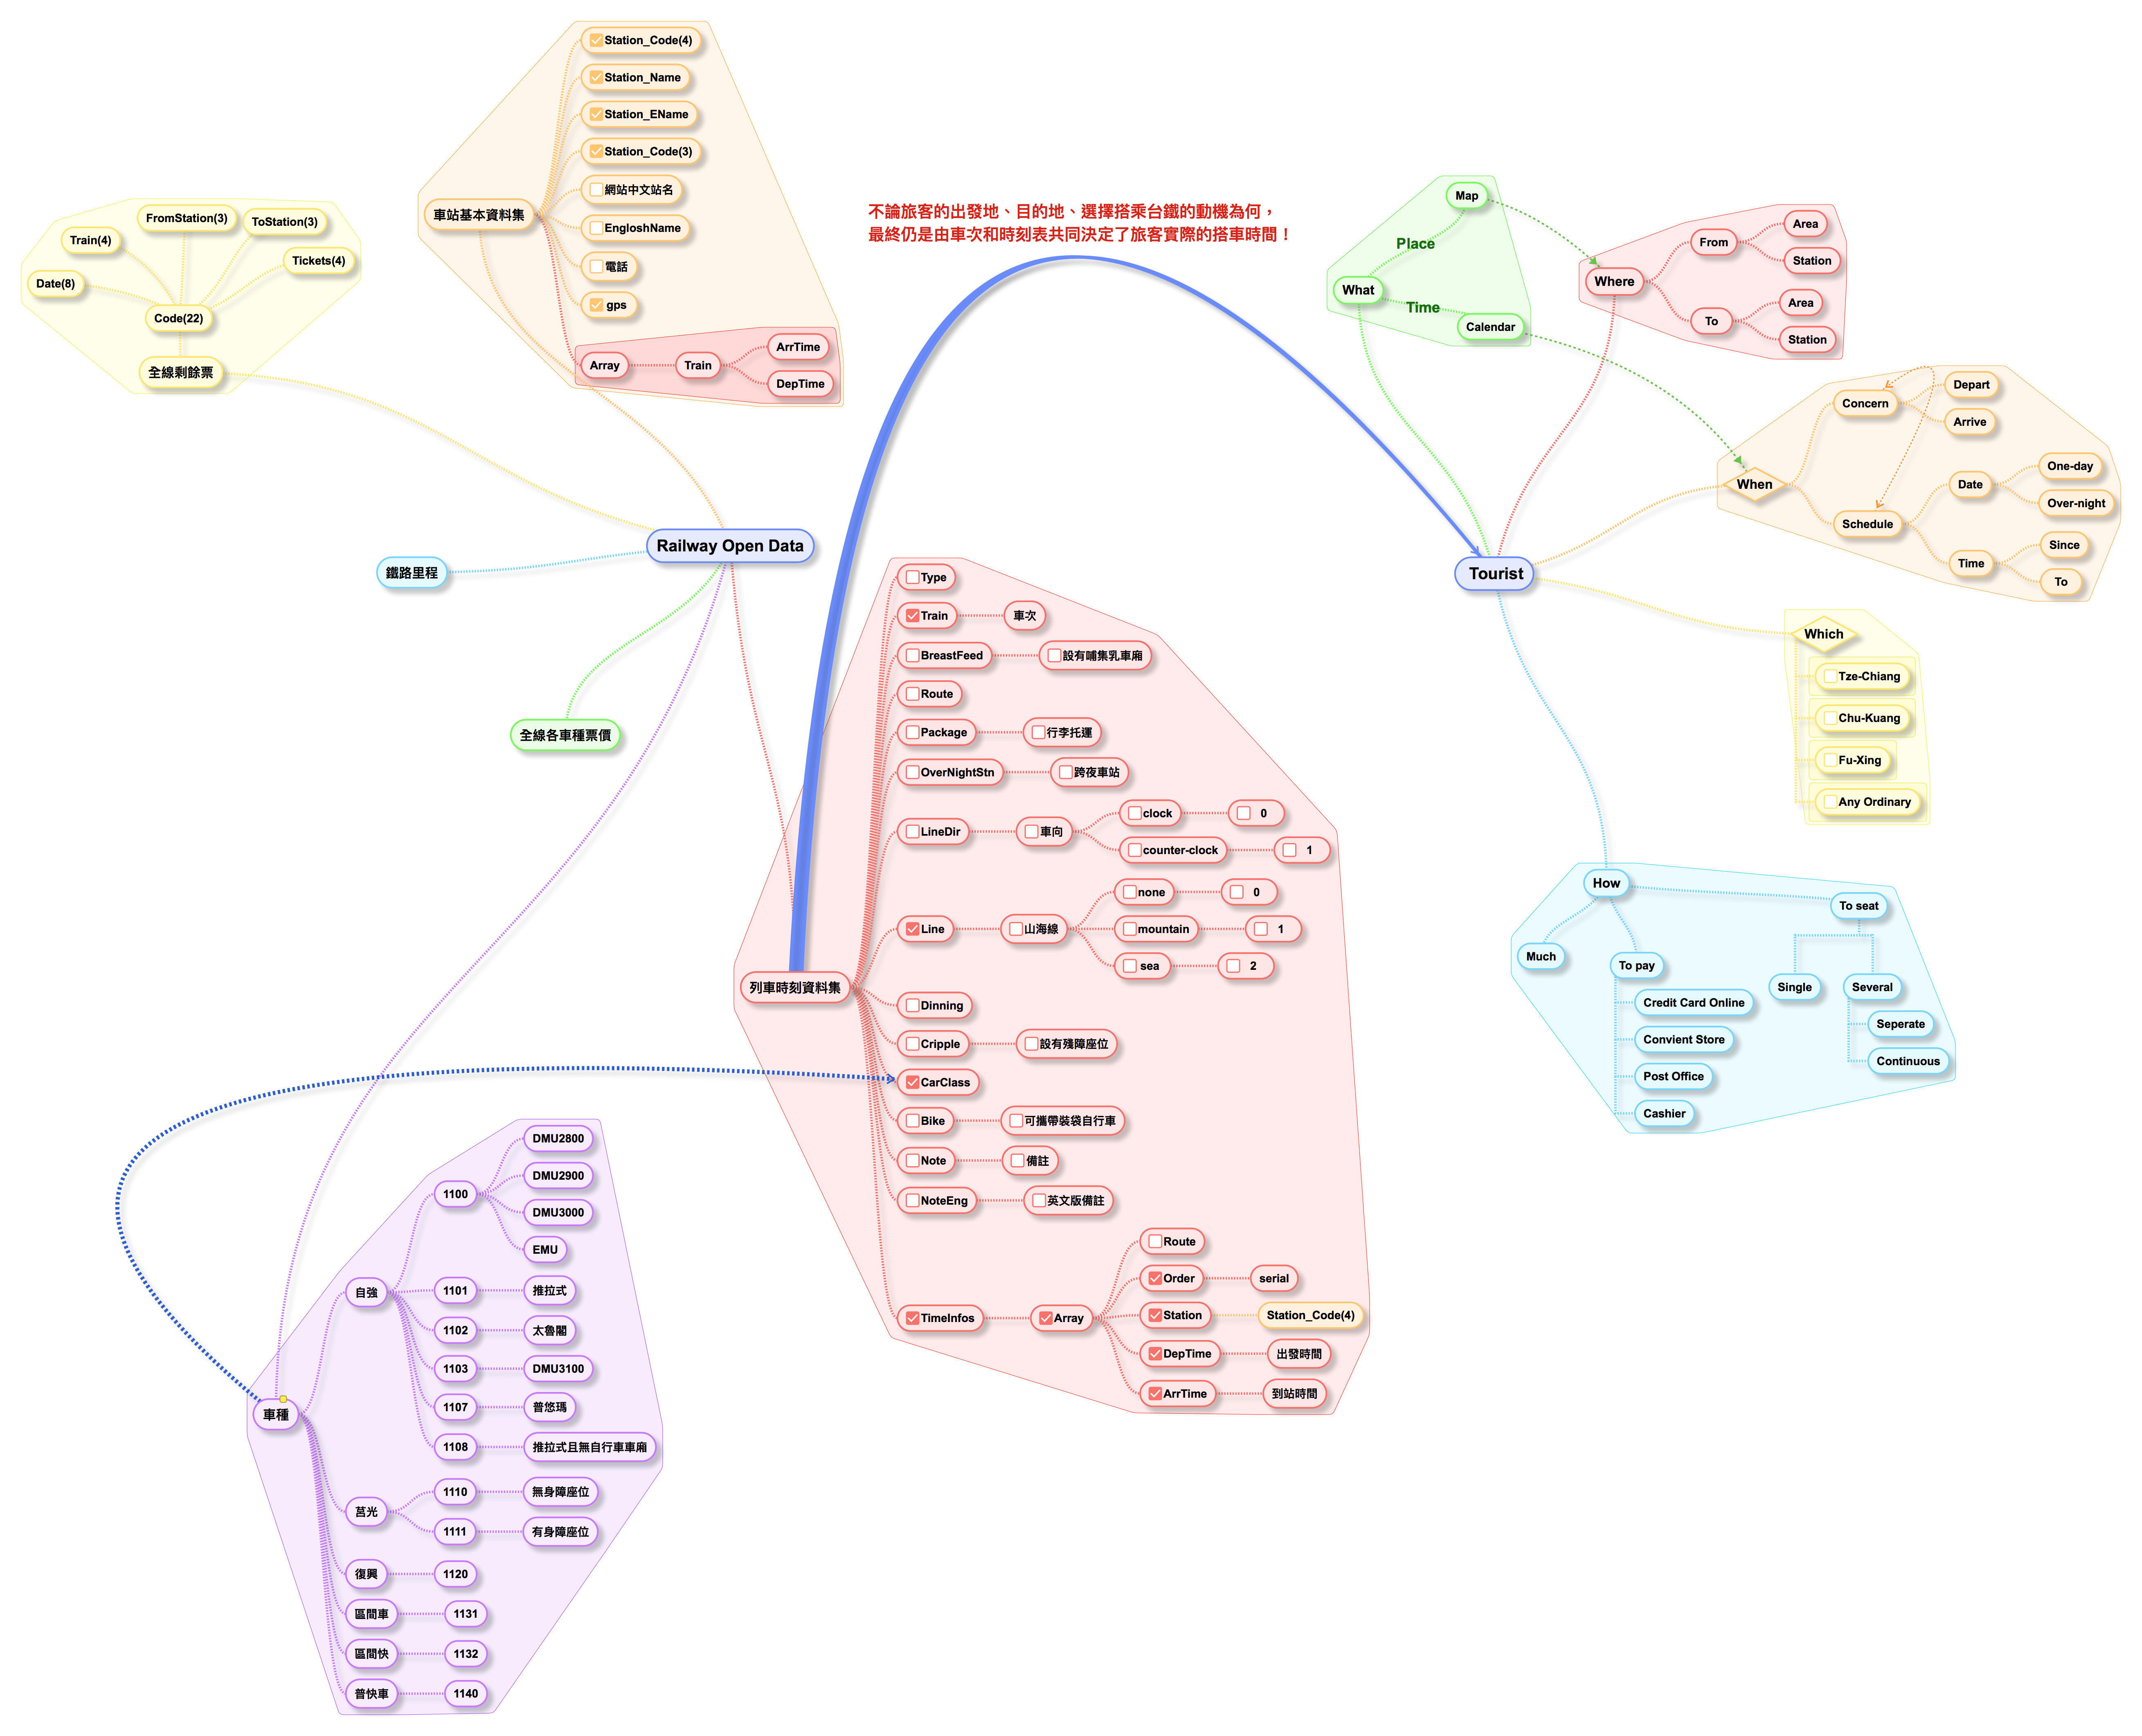 Railway Open Data
車站基本資料集
Station_Code(4)
Station_Name
Station_EName
Station_Code(3)
網站中文站名
EngloshName
電話
gps
Array
Train
ArrTime
DepTime
全線剩餘票
Code(22)
Date(8)
Train(4)
FromStation(3)
ToStation(3)
Tickets(4)
鐵路里程
全線各車種票價
車種
自強
1100
DMU2800
DMU2900
DMU3000
EMU
1101
推拉式
1102
太魯閣
1103
DMU3100
1107
普悠瑪
1108
推拉式且無自行車車廂
莒光
1110
無身障座位
1111
有身障座位
復興
1120
區間車
1131
區間快
1132
普快車
1140
列車時刻資料集
Type
Train
車次
BreastFeed
設有哺集乳車廂
Route
Package
行李托運
OverNightStn
跨夜車站
LineDir
車向
clock
0
counter-clock
1
Line
山海線
none
0
mountain
1
sea
2
Dinning
Cripple
設有殘障座位
CarClass
Bike
可攜帶裝袋自行車
Note
備註
NoteEng
英文版備註
TimeInfos
Array
Route
Order
serial
Station
Station_Code(4)
DepTime
出發時間
ArrTime
到站時間
不論旅客的出發地、目的地、選擇搭乘台鐵的動機為何，
最終仍是由車次和時刻表共同決定了旅客實際的搭車時間！
Tourist
What
Place
Map
Time
Calendar
Where
From
Area
Station
To
Area
Station
When
Concern
Depart
Arrive
Schedule
Date
One-day
Over-night
Time
Since
To
Which
Tze-Chiang
Chu-Kuang
Fu-Xing
Any Ordinary
How
Much
To pay
Credit Card Online
Convient Store
Post Office
Cashier
To seat
Single
Several
Seperate
Continuous